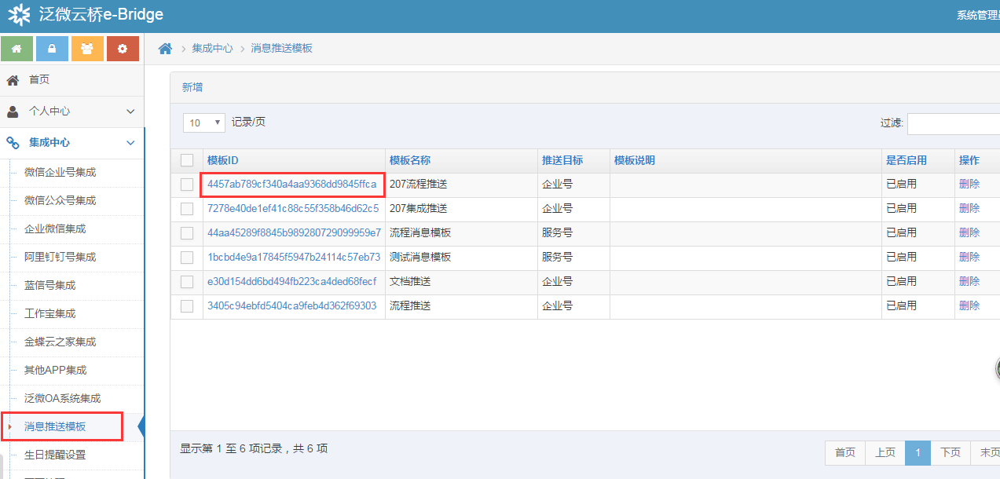 泛微云桥e-Bridge
系统管理
集成中心 消息推送模板
首页
个人中心
集成中心
微信企业号集成
微信公众号集成
企业微信集成
阿里钉钉号集成
蓝信号集成
工作宝集成
金蝶云之家集成
其他APP集成
泛微OA系统集成
消息推送模板
生日提醒设置
新增
10 记录/页
过滤:
模板ID 模板名称 推送目标 模板说明 是否启用 操作
4457ab789cf340a4aa9368dd9845ffca 207流程推送 企业号 已启用 删除
7278e40de1ef41c88c55f358b46d62c5 207集成推送 企业号 已启用 删除
44aa45289f8845b989280729099959e7 流程消息模板 服务号 已启用 删除
1bcbd4e9a17845f5947b24114c57eb73 测试消息模板 服务号 已启用 删除
e30d154dd6bd494fb223ca4ded68fecf 文档推送 企业号 已启用 删除
3405c94ebfd5404ca9feb4d362f69303 流程推送 企业号 已启用 删除
显示第 1 至 6 项记录，共 6 项
首页 上页 1 下页 末页